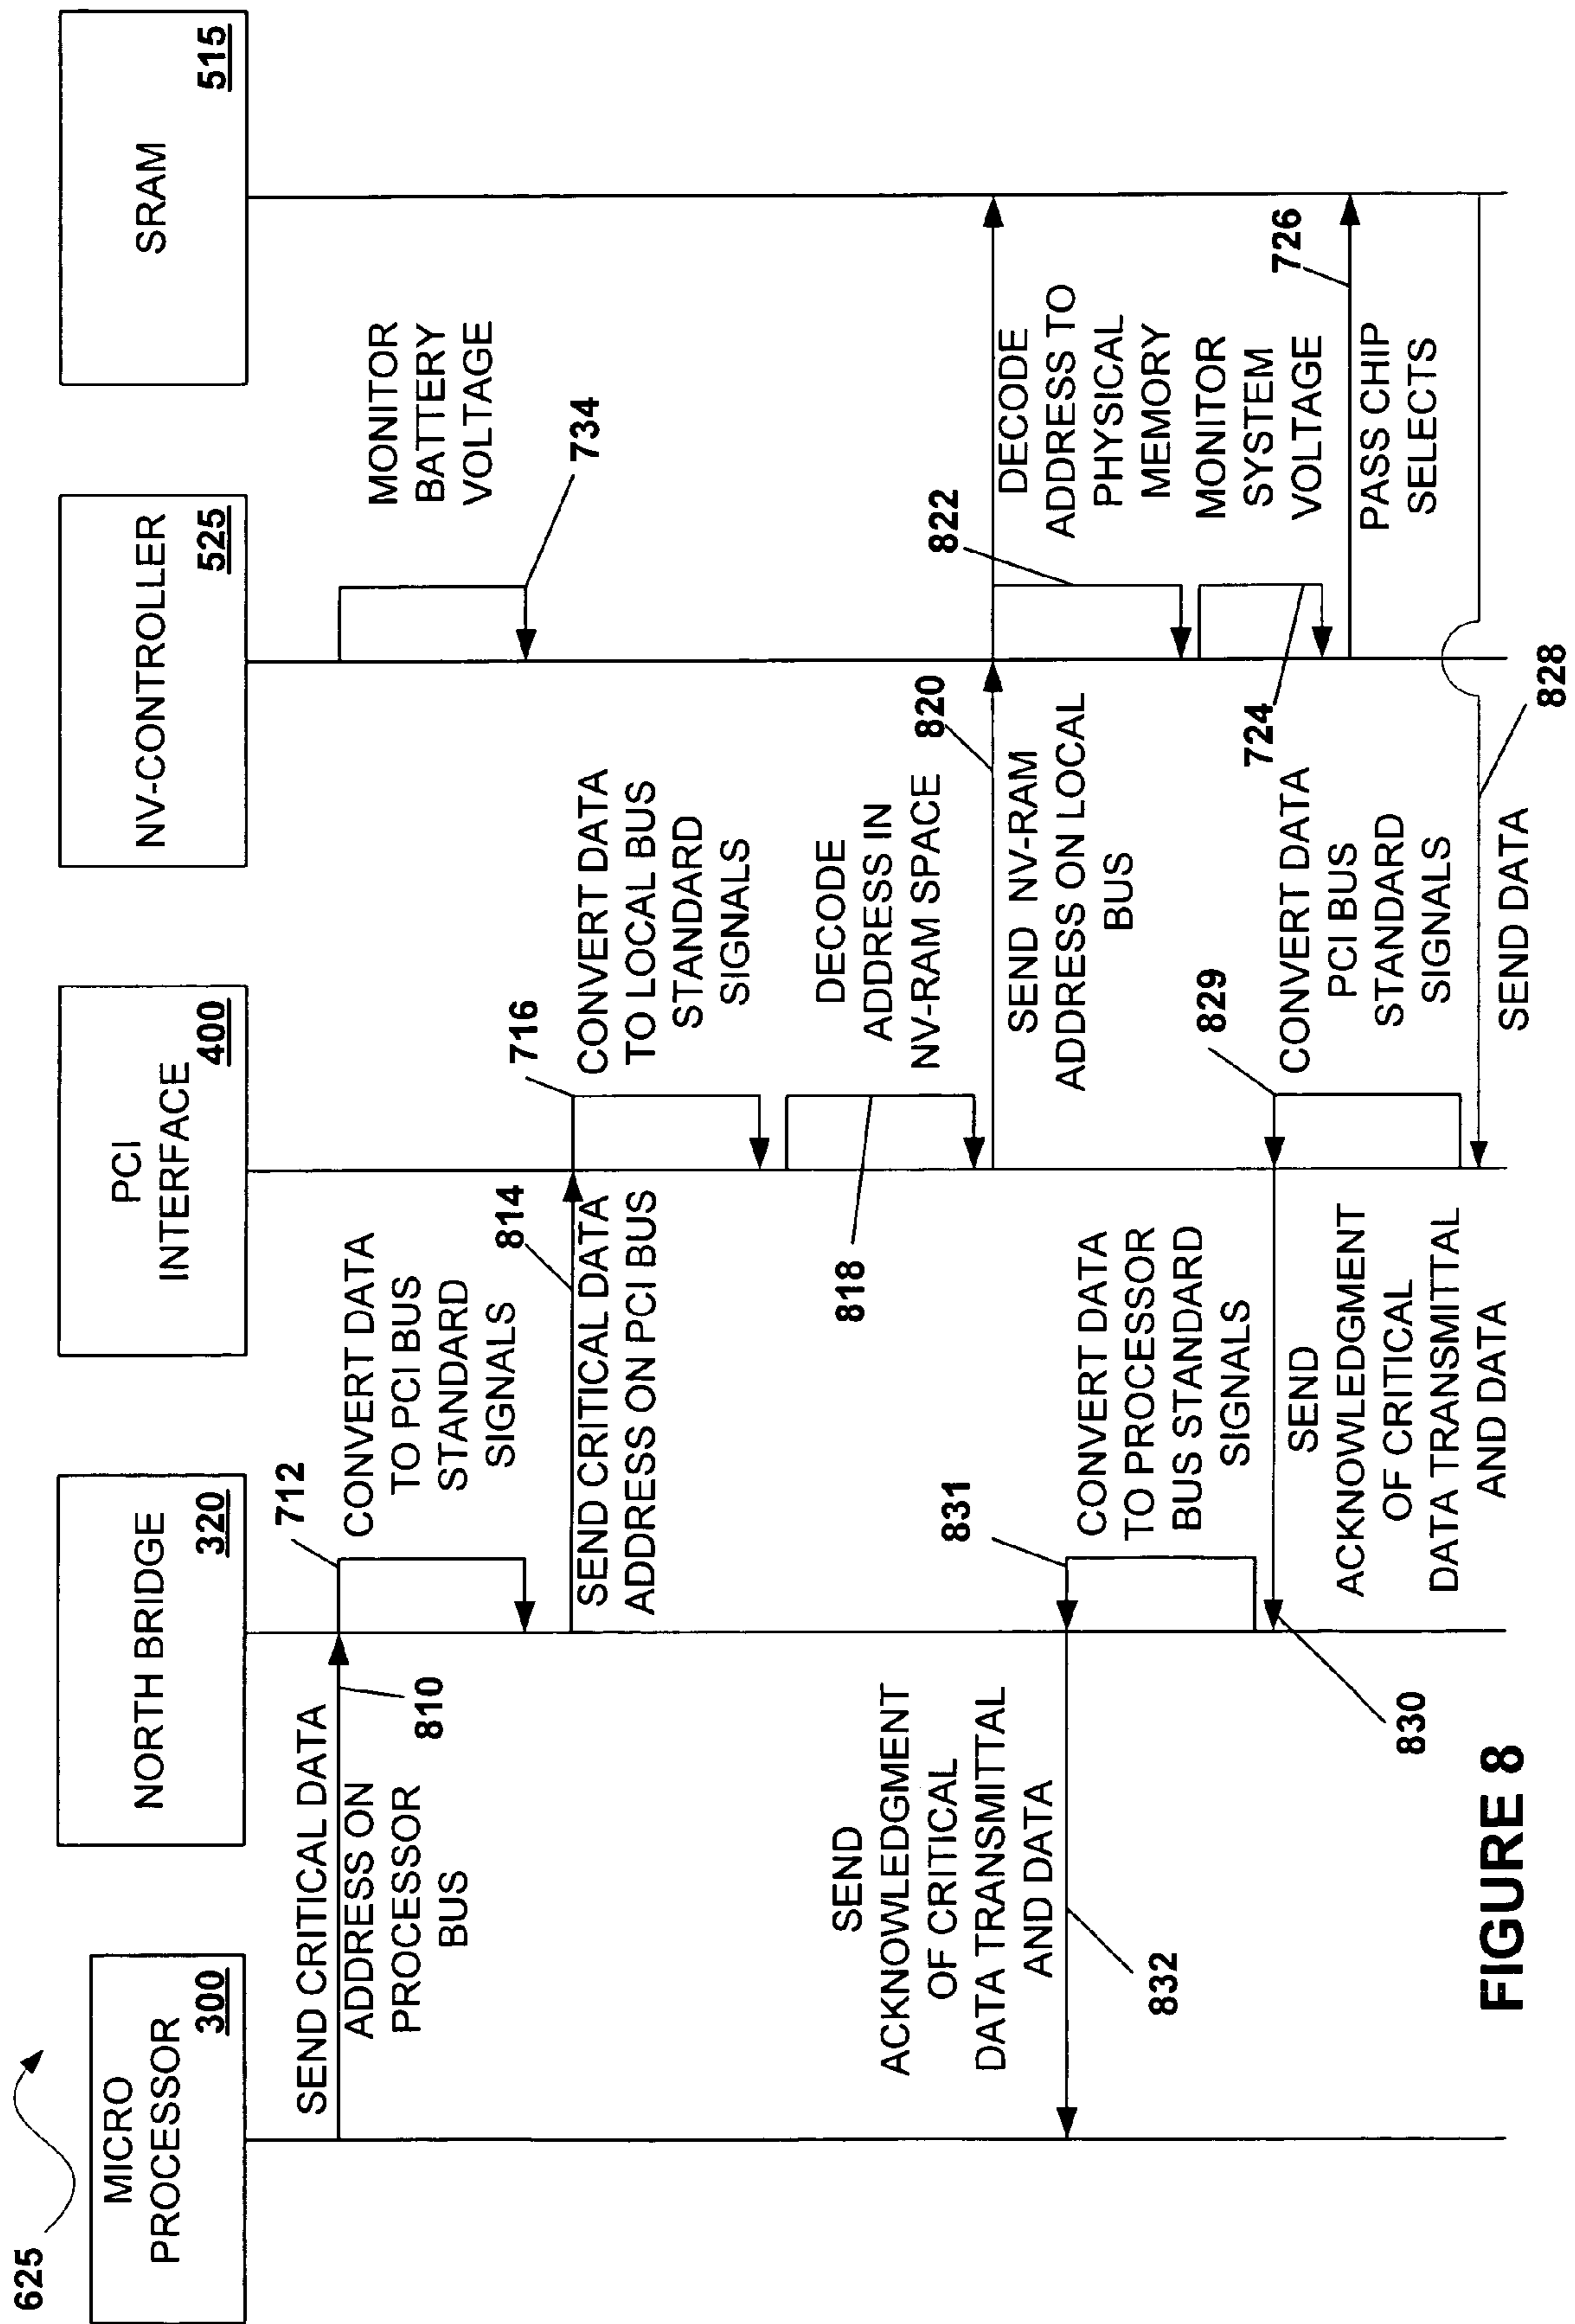 625
MICRO
PROCESSOR
300
NORTH BRIDGE
320
PCI
INTERFACE
400
NV-CONTROLLER
525
SRAM
515
SEND CRITICAL DATA
ADDRESS ON
PROCESSOR
BUS
810
712
CONVERT DATA
TO PCI BUS
STANDARD
SIGNALS
MONITOR
BATTERY
VOLTAGE
734
814
SEND CRITICAL DATA
ADDRESS ON PCI BUS
716
CONVERT DATA
TO LOCAL BUS
STANDARD
SIGNALS
818
DECODE
ADDRESS IN
NV-RAM SPACE
820
SEND NV-RAM
ADDRESS ON LOCAL
BUS
822
DECODE
ADDRESS TO
PHYSICAL
MEMORY
MONITOR
SYSTEM
VOLTAGE
724
726
PASS CHIP
SELECTS
SEND
ACKNOWLEDGMENT
OF CRITICAL
DATA TRANSMITTAL
AND DATA
832
831
CONVERT DATA
TO PROCESSOR
BUS STANDARD
SIGNALS
830
SEND
ACKNOWLEDGMENT
OF CRITICAL
DATA TRANSMITTAL
AND DATA
829
CONVERT DATA
PCI BUS
STANDARD
SIGNALS
SEND DATA
828
FIGURE 8